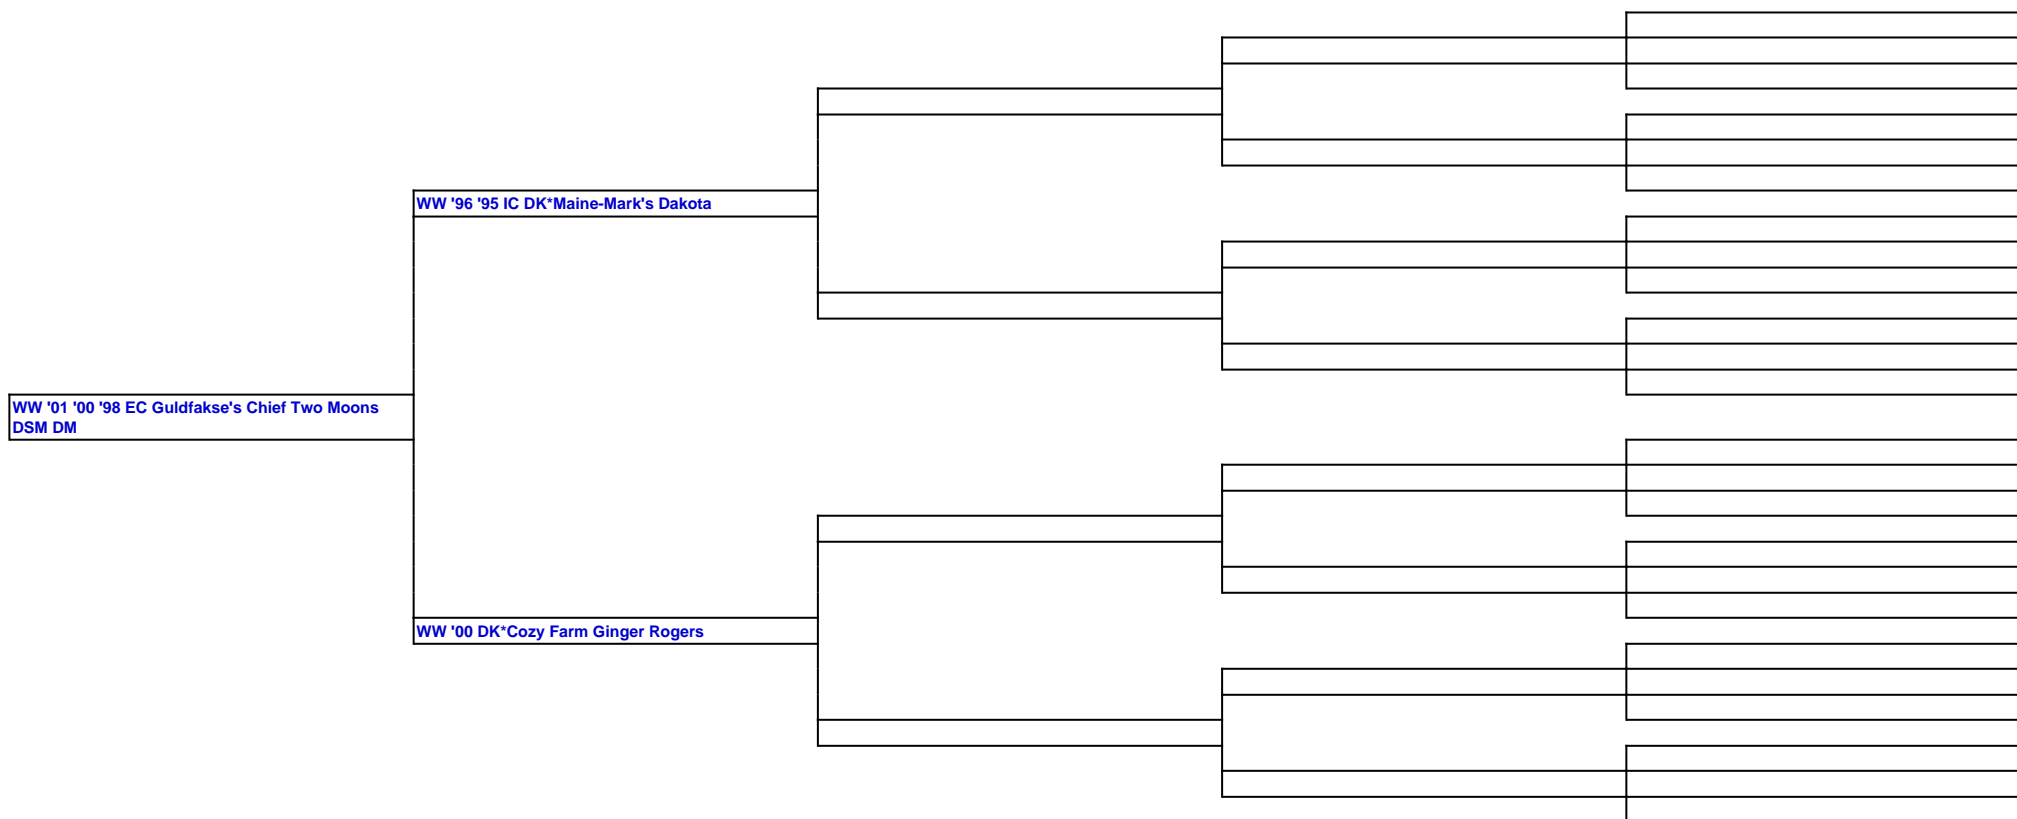 WW '96 '95 IC DK*Maine-Mark's Dakota
WW '01 '00 '98 EC Guldfakse's Chief Two Moons
DSM DM
WW '00 DK*Cozy Farm Ginger Rogers